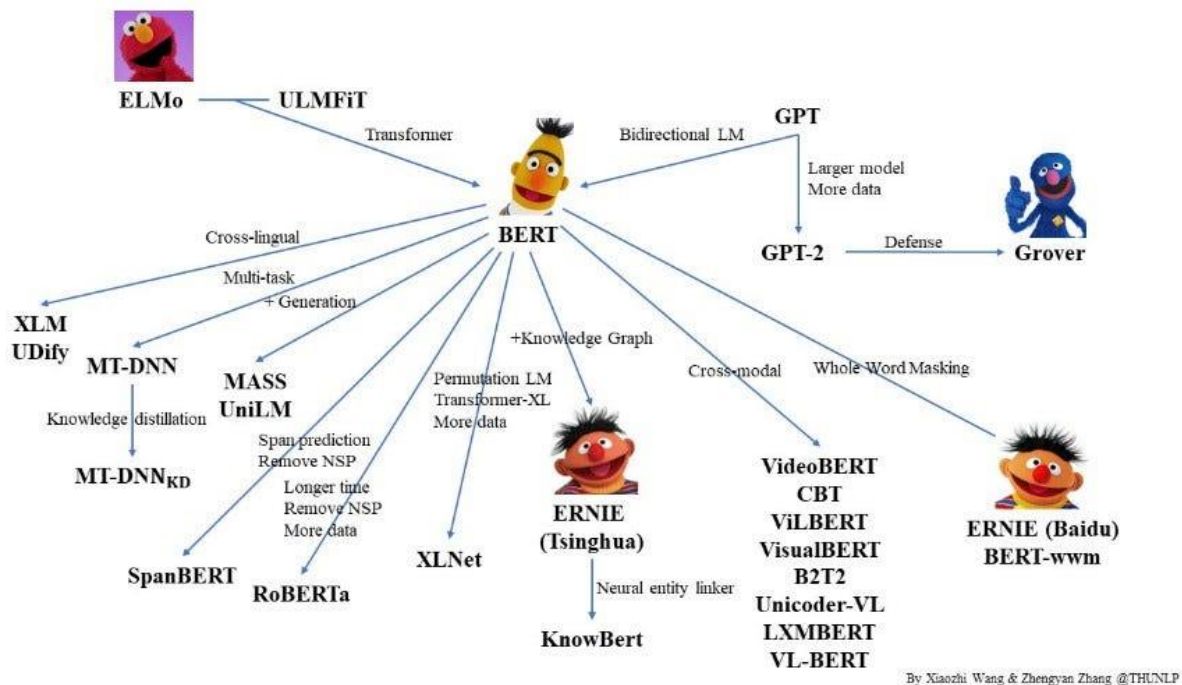 ELMo
ULMFiT
GPT
Transformer
Bidirectional LM
Larger model
More data
BERT
GPT-2
Defense
Grover
Cross-lingual
Multi-task
+ Generation
XLM
UDify
MT-DNN
MASS
UniLM
+Knowledge Graph
Cross-modal
Whole Word Masking
Permutation LM
Transformer-XL
More data
Knowledge distillation
MT-DNNKD
Span prediction
Remove NSP
Longer time
Remove NSP
More data
SpanBERT
RoBERTa
XLNet
ERNIE
(Tsinghua)
Neural entity linker
KnowBert
VideoBERT
CBT
ViLBERT
VisualBERT
B2T2
Unicoder-VL
LXMBERT
VL-BERT
ERNIE (Baidu)
BERT-wwm
By Xiaozhi Wang & Zhengyan Zhang @THUNLP